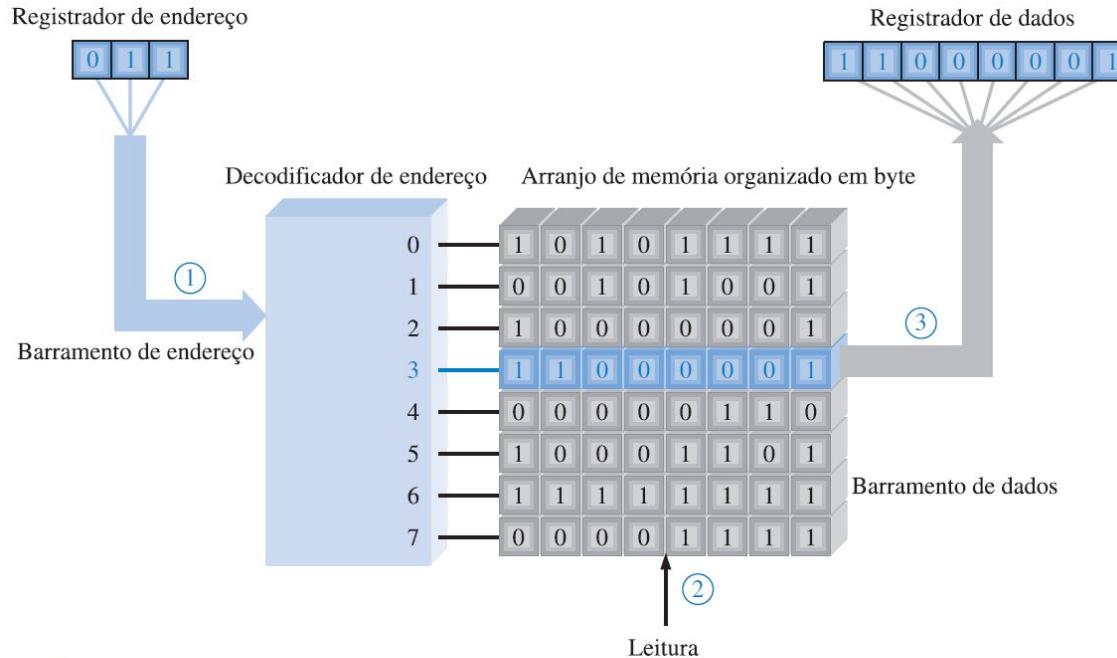 Registrador de endereço
0 1 1
Registrador de dados
1 1 0 0 0 0 0 1
Decodificador de endereço
Arranjo de memória organizado em byte
0 1 0 1 0 1 1 1 1
1 0 0 1 0 1 0 0 1
2 1 0 0 0 0 0 0 1
3 1 1 0 0 0 0 0 1
4 0 0 0 0 0 1 1 0
5 1 0 0 0 1 1 0 1
6 1 1 1 1 1 1 1 1
7 0 0 0 0 1 1 1 1
1
Barramento de endereço
3
Barramento de dados
2
Leitura